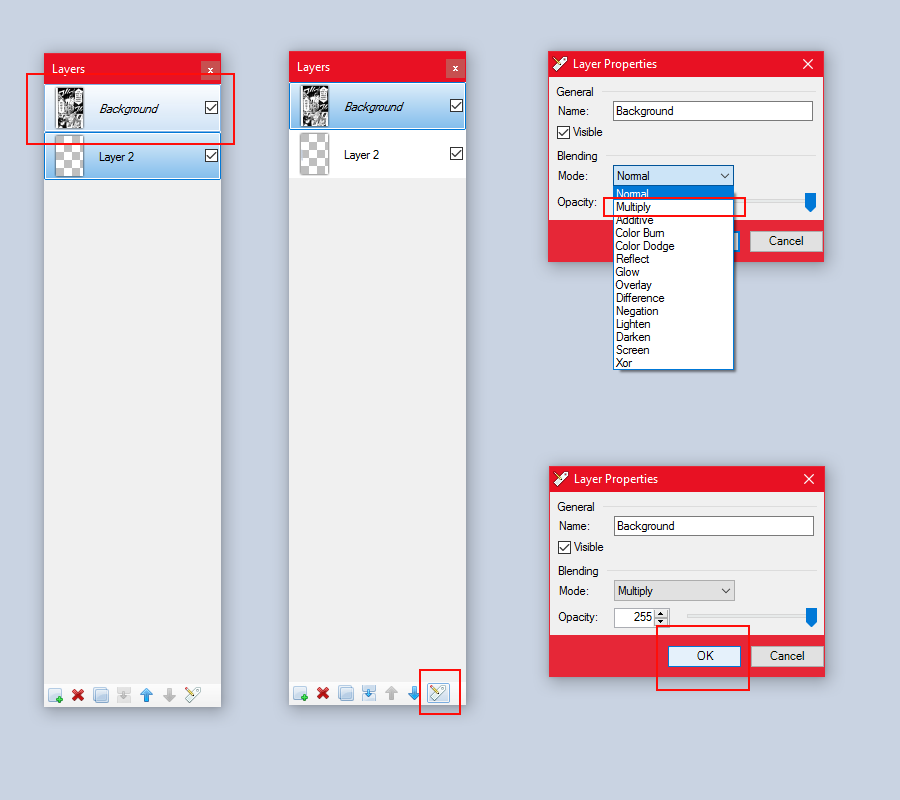 Layers
x
Background
Layer 2
Layers
x
Background
Layer 2
Layer Properties
General
Name:
Background
Visible
Blending
Mode:
Normal
Opacity:
Normal
Multiply
Additive
Color Burn
Color Dodge
Reflect
Glow
Overlay
Difference
Negation
Lighten
Darken
Screen
Xor
Cancel
Layer Properties
General
Name:
Background
Visible
Blending
Mode:
Multiply
Opacity:
255
OK
Cancel